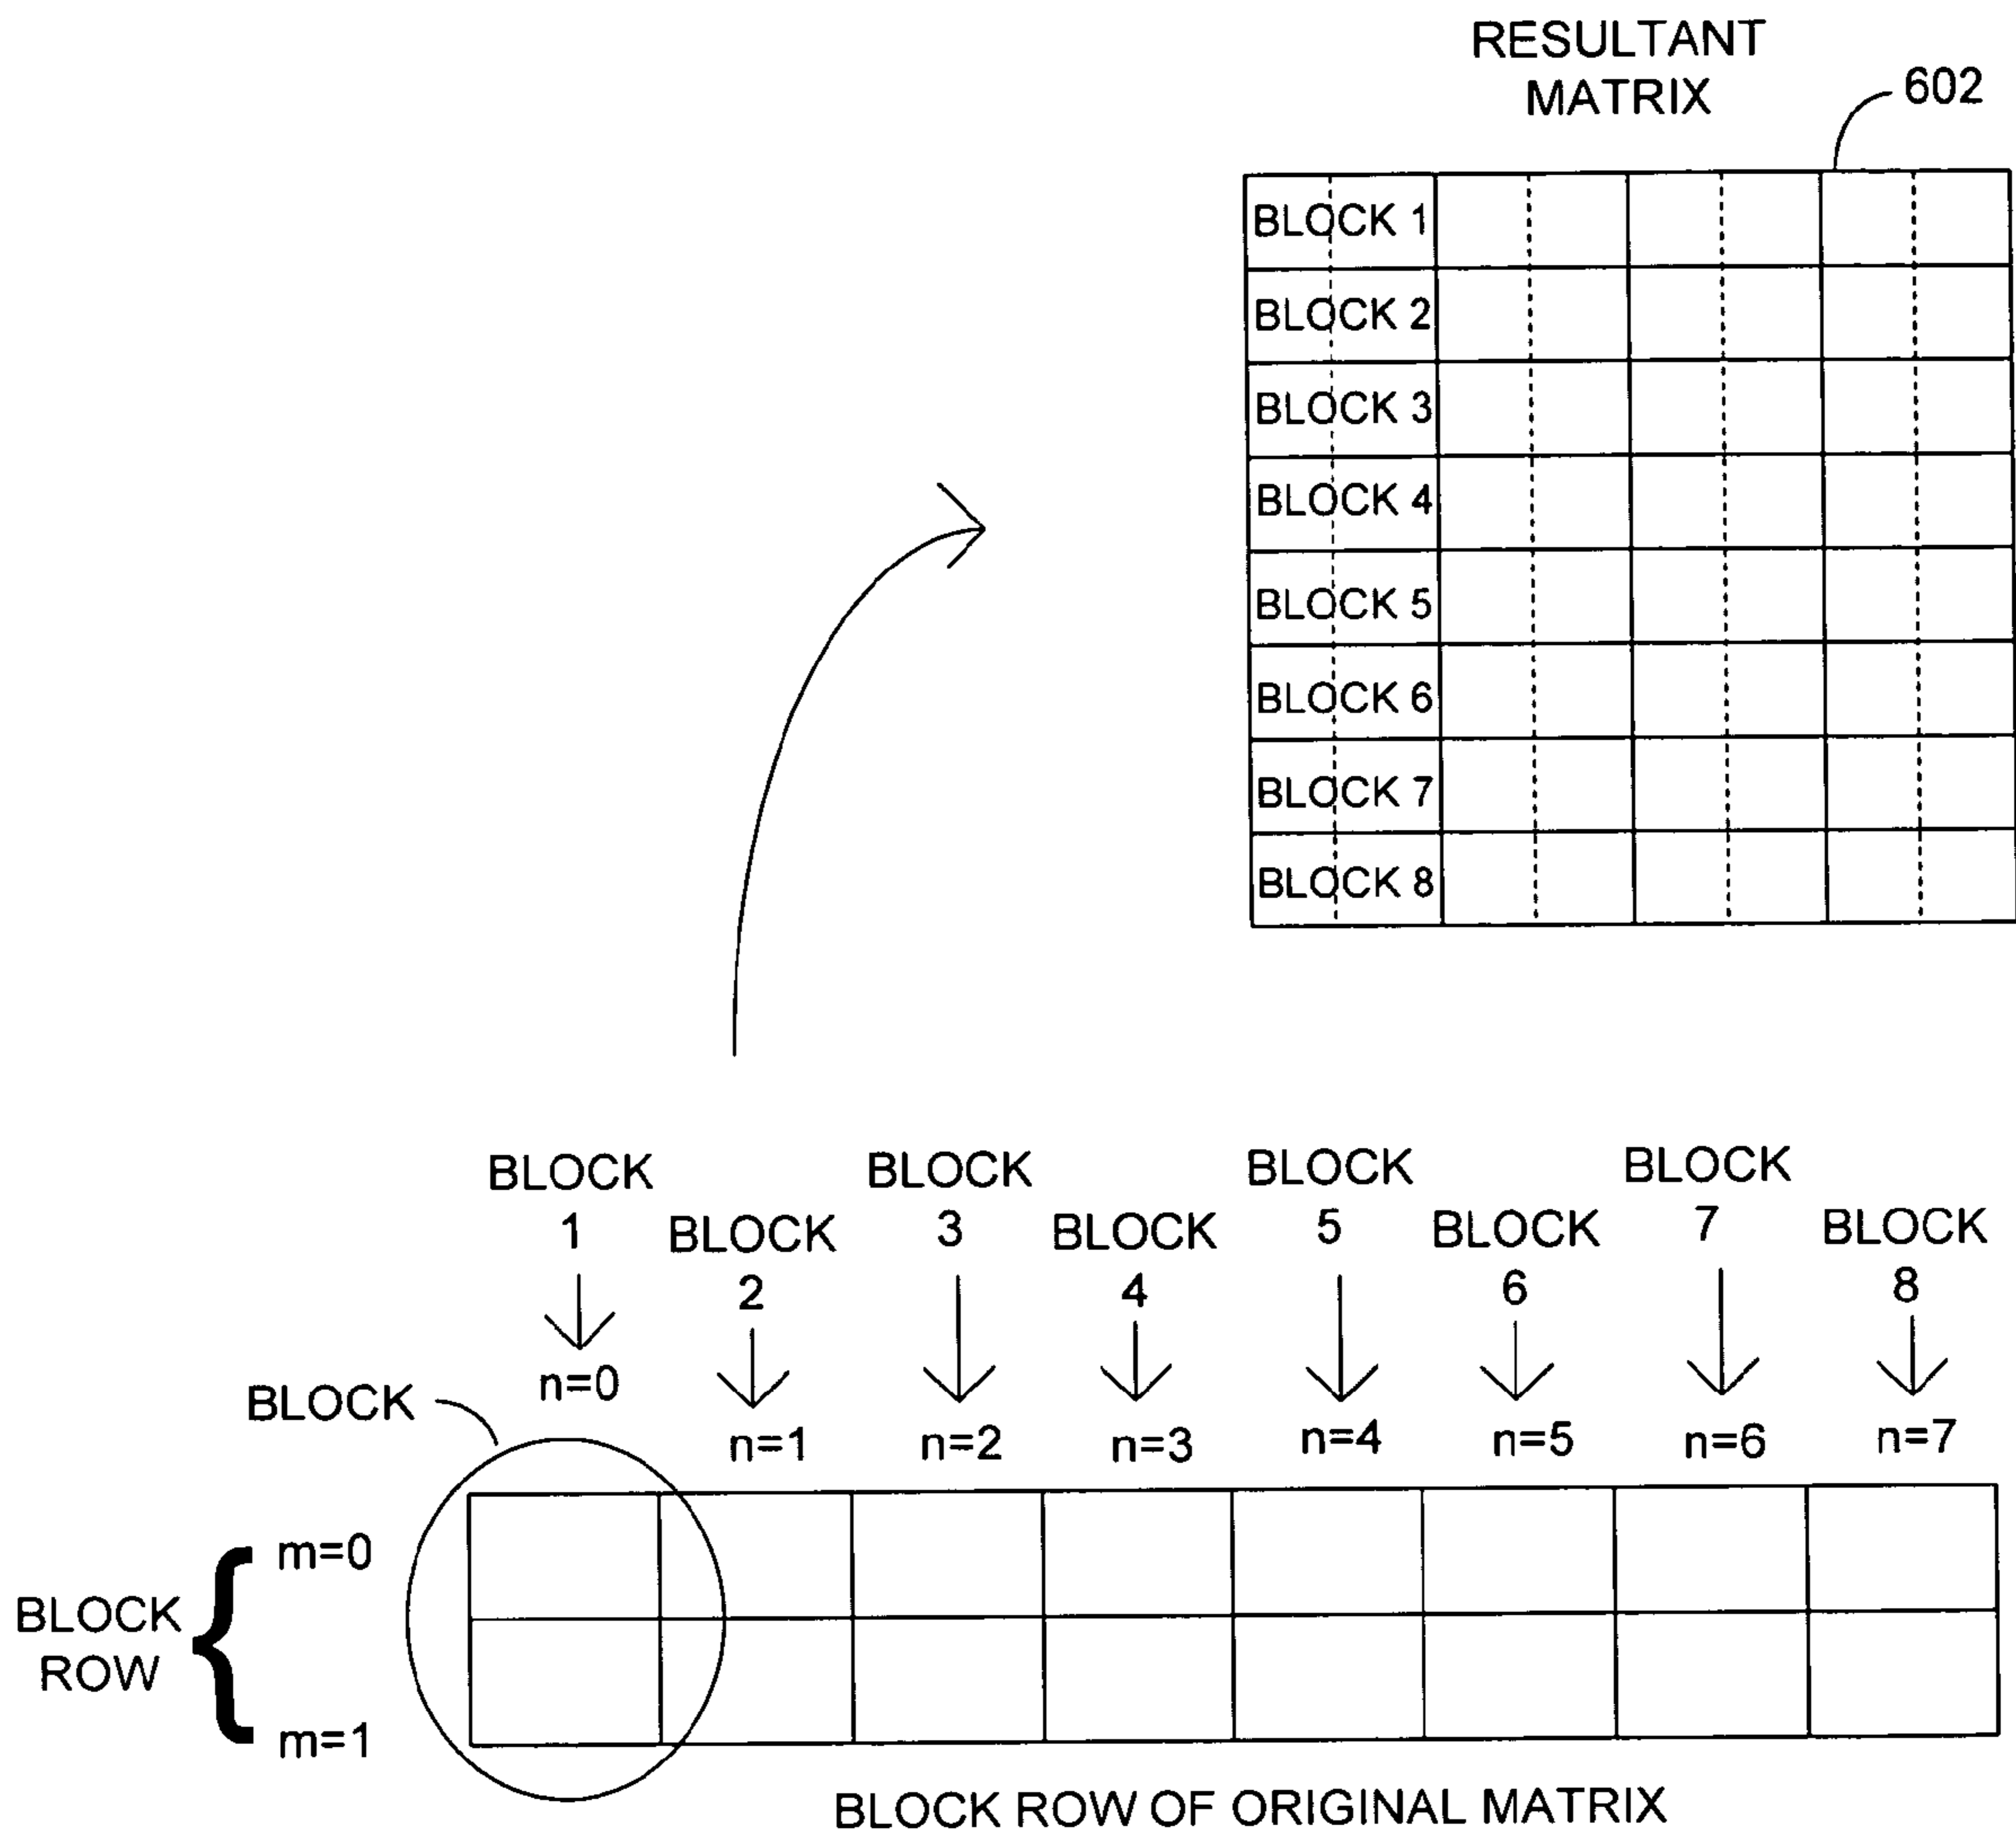 RESULTANT
MATRIX
602
BLOCK 1
BLOCK 2
BLOCK 3
BLOCK 4
BLOCK 5
BLOCK 6
BLOCK 7
BLOCK 8
BLOCK
1
BLOCK
2
BLOCK
3
BLOCK
4
BLOCK
5
BLOCK
6
BLOCK
7
BLOCK
8
BLOCK
n=0
n=1
n=2
n=3
n=4
n=5
n=6
n=7
m=0
BLOCK
ROW
m=1
BLOCK ROW OF ORIGINAL MATRIX